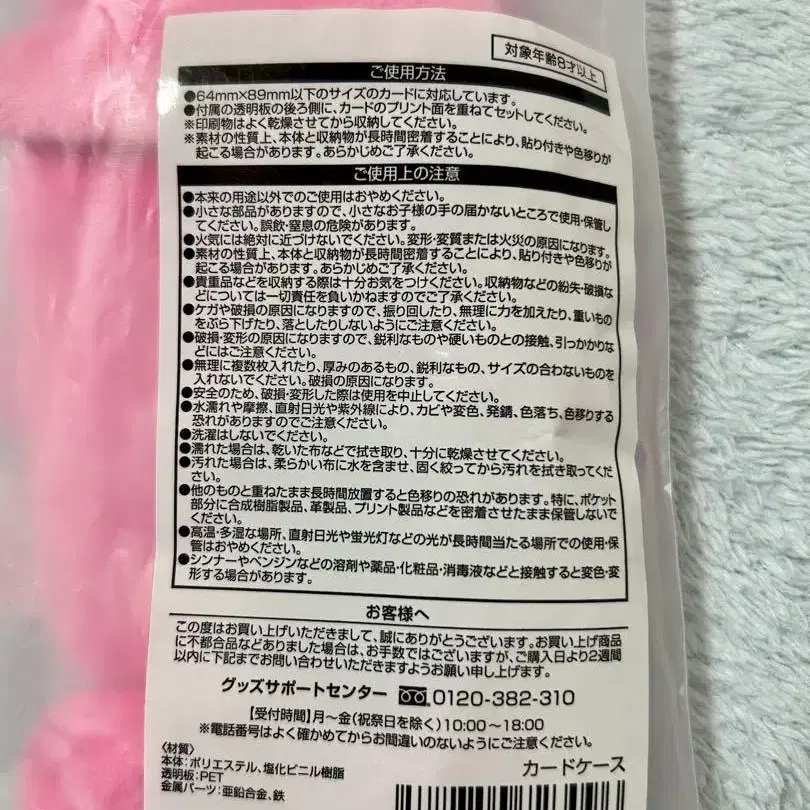 対象年齢8才以上
ご使用方法
●64mm×89mm以下のサイズのカードに対応しています。
●付属の透明板の後ろ側に、カードのプリント面を重ねてセットしてください。
※印刷物はよく乾燥させてから収納してください。
※素材の性質上、本体と収納物が長時間密着することにより、貼り付きや色移りが
起こる場合があります。あらかじめご了承ください。
ご使用上の注意
●本来の用途以外でのご使用はおやめください。
●小さな部品がありますので、小さなお子様の手の届かないところで使用・保管し
てください。誤飲・窒息の危険があります。
●火気には絶対に近づけないでください。変形・変質または火災の原因になります。
●素材の性質上、本体と収納物が長時間密着することにより、貼り付きや色移りが
起こる場合があります。あらかじめご了承ください。
●貴重品などを収納する際は十分お気をつけください。収納物などの紛失・破損な
どについては一切責任を負いかねますのでご了承ください。
●ケガや破損の原因になりますので、振り回したり、無理に力を加えたり、重いもの
をぶら下げたり、落としたりしないようにご注意ください。
●破損・変形の原因になりますので、鋭利なものや硬いものとの接触、引っかかりな
どにはご注意ください。
●無理に複数枚入れたり、厚みのあるもの、鋭利なもの、サイズの合わないものを
入れないでください。破損の原因になります。
●安全のため、破損・変形した際は使用を中止してください。
●水濡れや摩擦、直射日光や紫外線により、カビや変色、発錆、色落ち、色移りする
恐れがありますのでご注意ください。
●洗濯はしないでください。
●濡れた場合は、乾いた布などで拭き取り、十分に乾燥させてください。
●汚れた場合は、柔らかい布に水を含ませ、固く絞ってから汚れを拭き取ってくだ
さい。
●他のものと重ねたまま長時間放置すると色移りの恐れがあります。特に、ポケット
部分に合成樹脂製品、革製品、プリント製品などを密着させたまま保管しないで
ください。
●高温・多湿な場所、直射日光や蛍光灯などの光が長時間当たる場所での使用・保
管はおやめください。
●シンナーやベンジンなどの溶剤や薬品・化粧品・消毒液などと接触すると変色・変
形する場合があります。
お客様へ
この度はお買い上げいただきまして、誠にありがとうございます。お買い上げ商品
に不都合品などありました場合は、お手数ではございますが、ご購入日より2週間
以内に下記までお問い合わせいただきますようお願い申し上げます。
グッズサポートセンター 0120-382-310
【受付時間】月〜金(祝祭日を除く)10:00〜18:00
※電話番号はよく確かめてからお間違いのないようにご注意ください。
〈材質〉
本体:ポリエステル、塩化ビニル樹脂
透明板:PET
金属パーツ:亜鉛合金、鉄
カードケース